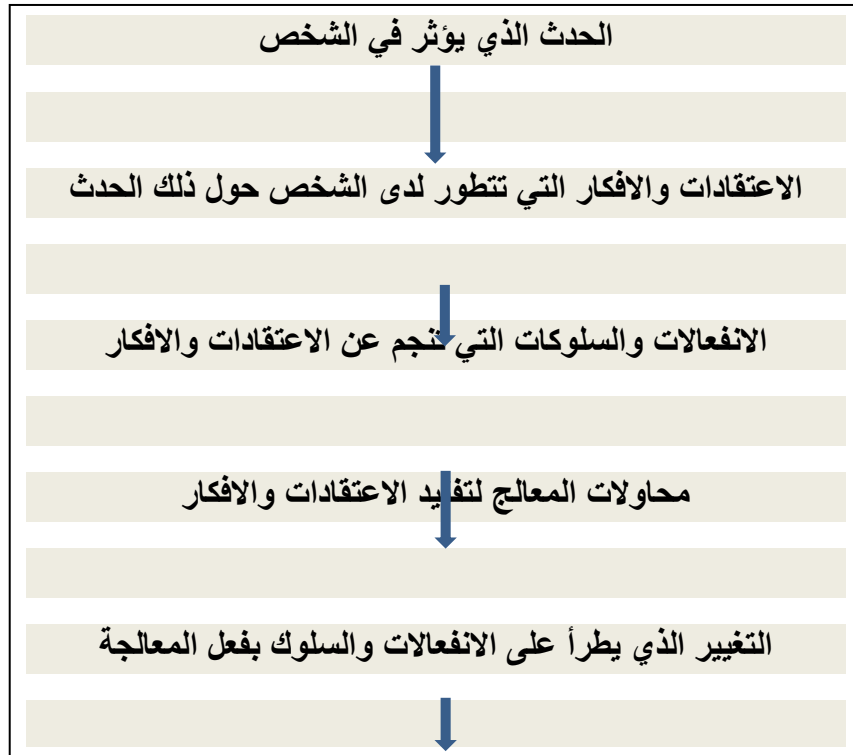 الحدث الذي يؤثر في الشخص
الاعتقادات والافكار التي تتطور لدى الشخص حول ذلك الحدث
الانفعالات والسلوكات التي تنجم عن الاعتقادات والافكار
محاولات المعالج لتفنيد الاعتقادات والافكار
التغيير الذي يطرأ على الانفعالات والسلوك بفعل المعالجة